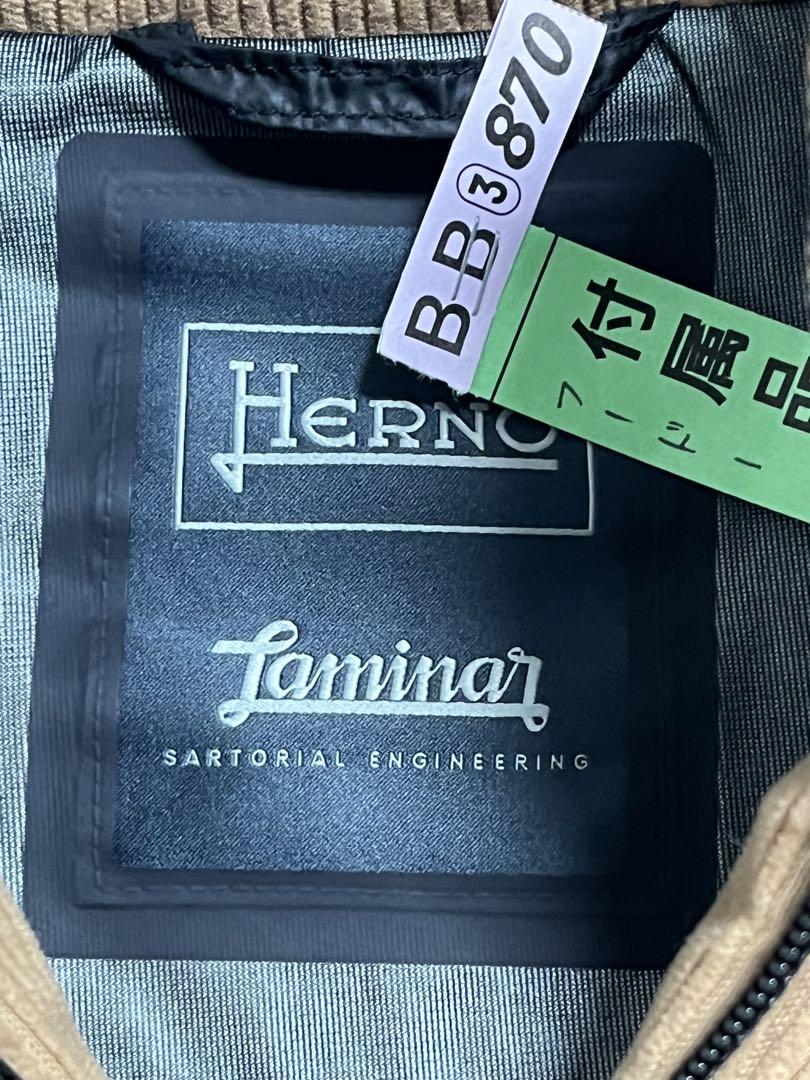 BB③870
付属品
フード
HERNO
Laminar
SARTORIAL ENGINEERING